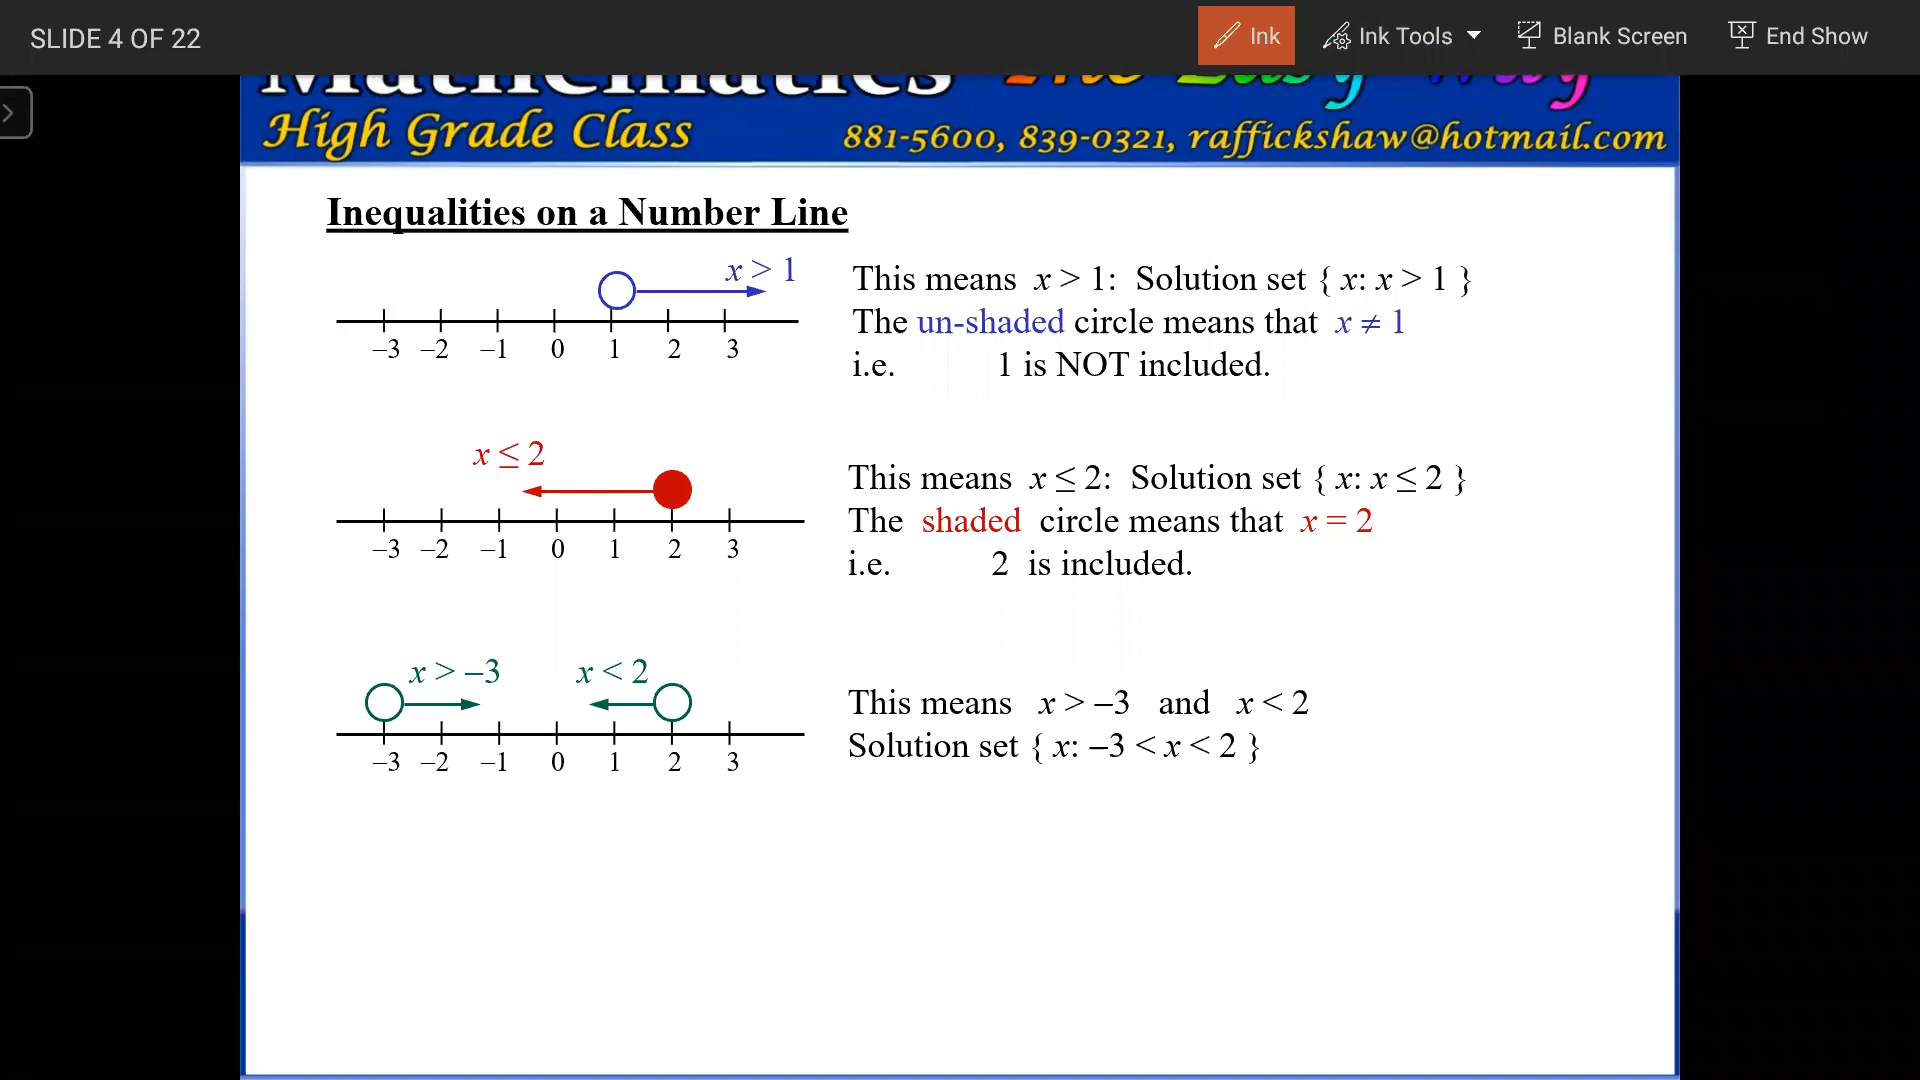 SLIDE 4 OF 22
Ink
Ink Tools
Blank Screen
End Show
Mathematics The Easy Way
High Grade Class
881-5600, 839-0321, raffickshaw@hotmail.com
Inequalities on a Number Line
x > 1
–3 –2 –1 0 1 2 3
This means x > 1: Solution set { x: x > 1 }
The un-shaded circle means that x ≠ 1
i.e. 1 is NOT included.
x ≤ 2
–3 –2 –1 0 1 2 3
This means x ≤ 2: Solution set { x: x ≤ 2 }
The shaded circle means that x = 2
i.e. 2 is included.
x > –3
x < 2
–3 –2 –1 0 1 2 3
This means x > –3 and x < 2
Solution set { x: –3 < x < 2 }